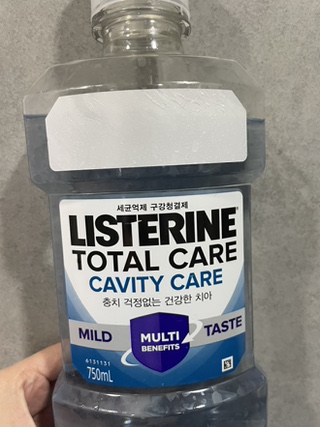 세균억제 구강청결제
LISTERINE®
TOTAL CARE
CAVITY CARE
충치 걱정없는 건강한 치아
MILD MULTI BENEFITS TASTE
6131131
750mL